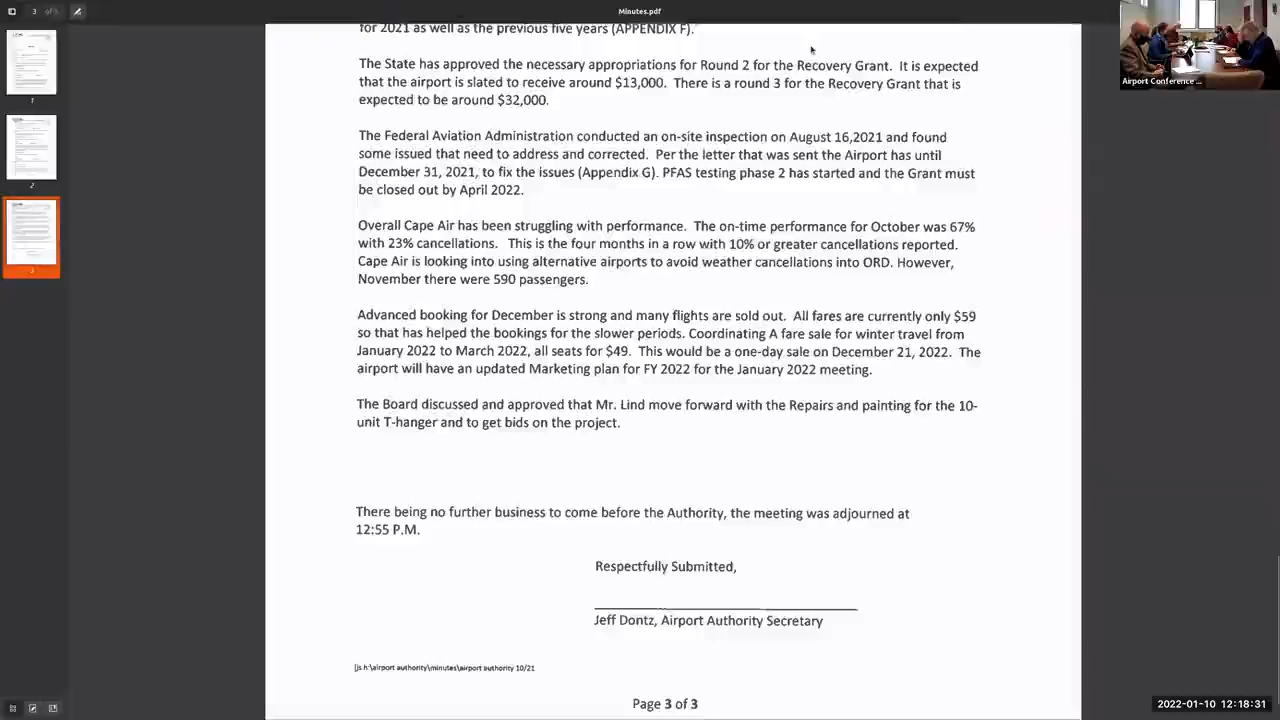 3
Minutes.pdf
for 2021 as well as the previous five years (APPENDIX F).
The State has approved the necessary appropriations for Round 2 for the Recovery Grant. It is expected
that the airport is slated to receive around $13,000. There is a round 3 for the Recovery Grant that is
expected to be around $32,000.
The Federal Aviation Administration conducted an on-site inspection on August 16,2021 and found
some issued that need to address and corrected. Per the letter that was sent the Airport has until
December 31, 2021, to fix the issues (Appendix G). PFAS testing phase 2 has started and the Grant must
be closed out by April 2022.
Overall Cape Air has been struggling with performance. The on-time performance for October was 67%
with 23% cancellations. This is the four months in a row with 10% or greater cancellations reported.
Cape Air is looking into using alternative airports to avoid weather cancellations into ORD. However,
November there were 590 passengers.
Advanced booking for December is strong and many flights are sold out. All fares are currently only $59
so that has helped the bookings for the slower periods. Coordinating A fare sale for winter travel from
January 2022 to March 2022, all seats for $49. This would be a one-day sale on December 21, 2022. The
airport will have an updated Marketing plan for FY 2022 for the January 2022 meeting.
The Board discussed and approved that Mr. Lind move forward with the Repairs and painting for the 10-
unit T-hanger and to get bids on the project.
There being no further business to come before the Authority, the meeting was adjourned at
12:55 P.M.
Respectfully Submitted,
Jeff Dontz, Airport Authority Secretary
[js h:\airport authority\minutes\airport authority 10/21
Page 3 of 3
1
2
3
Airport Conference ...
2022-01-10 12:18:31